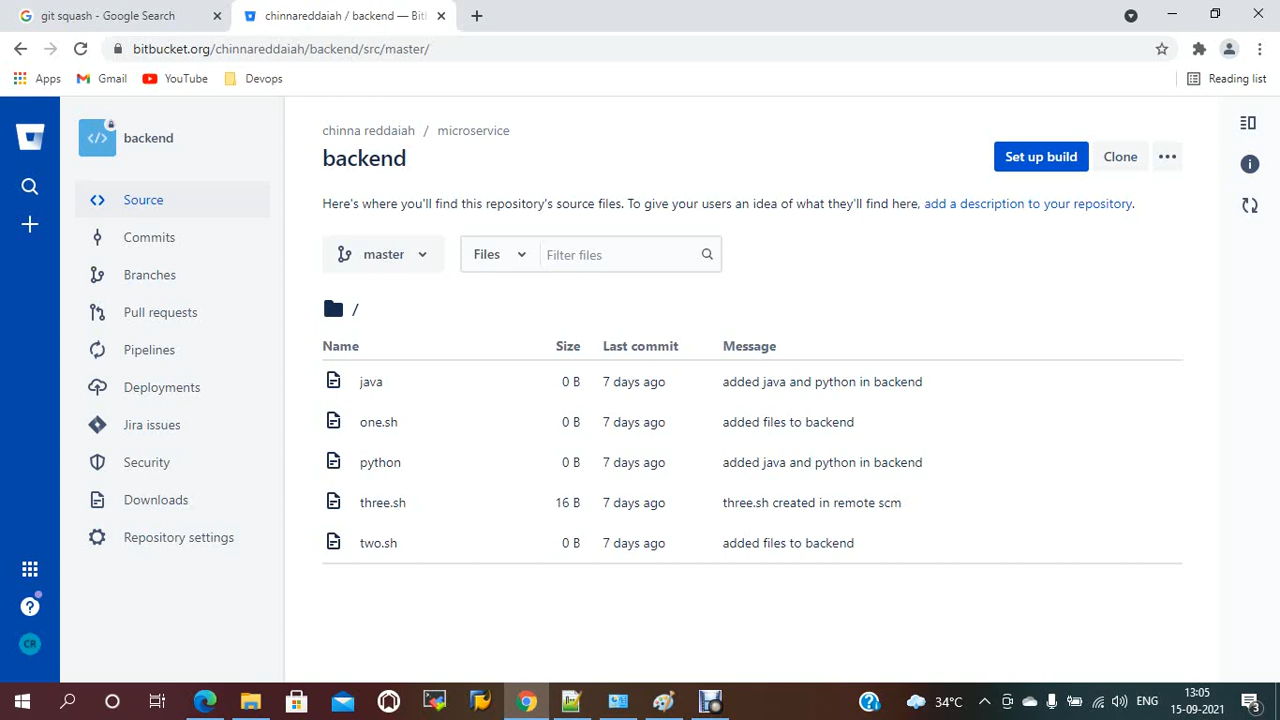 git squash - Google Search
chinnareddaiah / backend — Bitl
bitbucket.org/chinnareddaiah/backend/src/master/
Apps
Gmail
YouTube
Devops
Reading list
backend
Source
Commits
Branches
Pull requests
Pipelines
Deployments
Jira issues
Security
Downloads
Repository settings
CR
chinna reddaiah / microservice
backend
Set up build
Clone
Here's where you'll find this repository's source files. To give your users an idea of what they'll find here, add a description to your repository.
master
Files
Filter files
/
Name Size Last commit Message
java 0 B 7 days ago added java and python in backend
one.sh 0 B 7 days ago added files to backend
python 0 B 7 days ago added java and python in backend
three.sh 16 B 7 days ago three.sh created in remote scm
two.sh 0 B 7 days ago added files to backend
34°C
ENG
13:05
15-09-2021
3